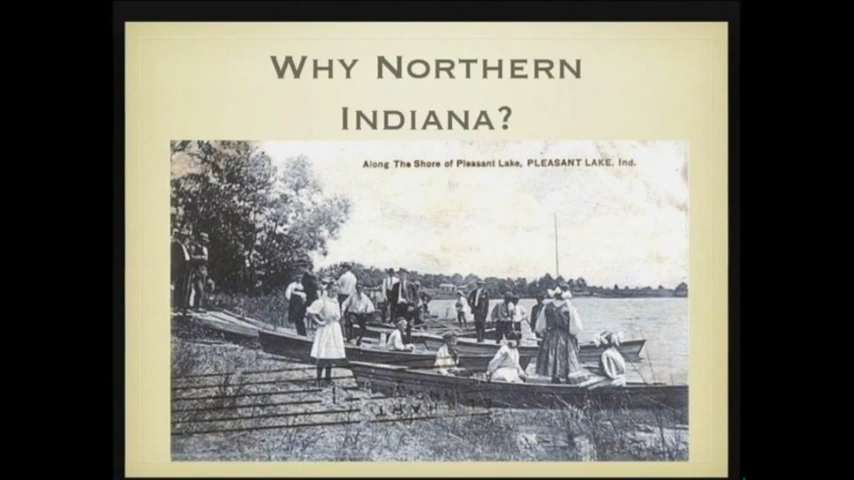 WHY NORTHERN
INDIANA?
Along The Shore of Pleasant Lake, PLEASANT LAKE. Ind.